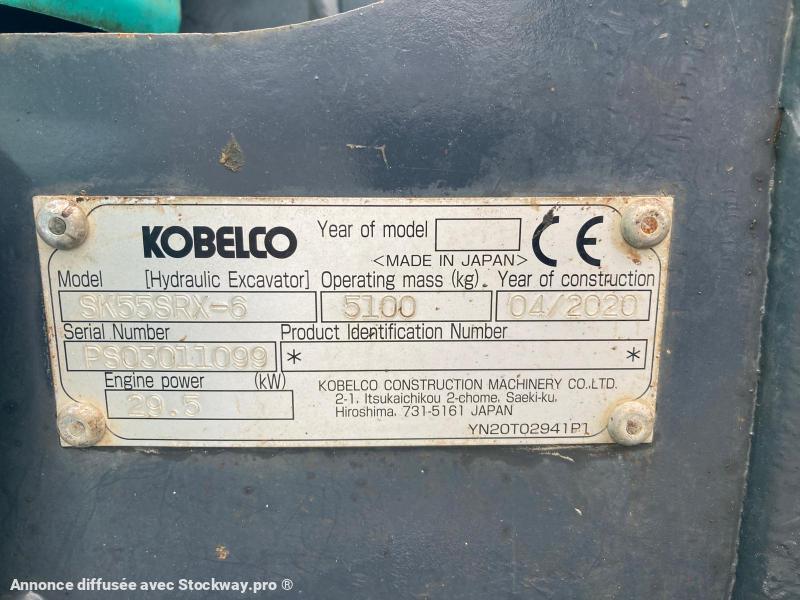 KOBELCO
Year of model
CE
<MADE IN JAPAN>
Model [Hydraulic Excavator] Operating mass (kg) Year of construction
SK55SRX-6 5100 04/2020
Serial Number Product Identification Number
PS03011099 * *
Engine power (kW)
29.5
KOBELCO CONSTRUCTION MACHINERY CO.,LTD.
2-1, Itsukaichikou 2-chome, Saeki-ku,
Hiroshima, 731-5161 JAPAN
YN20T02941P1
Annonce diffusée avec Stockway.pro ®